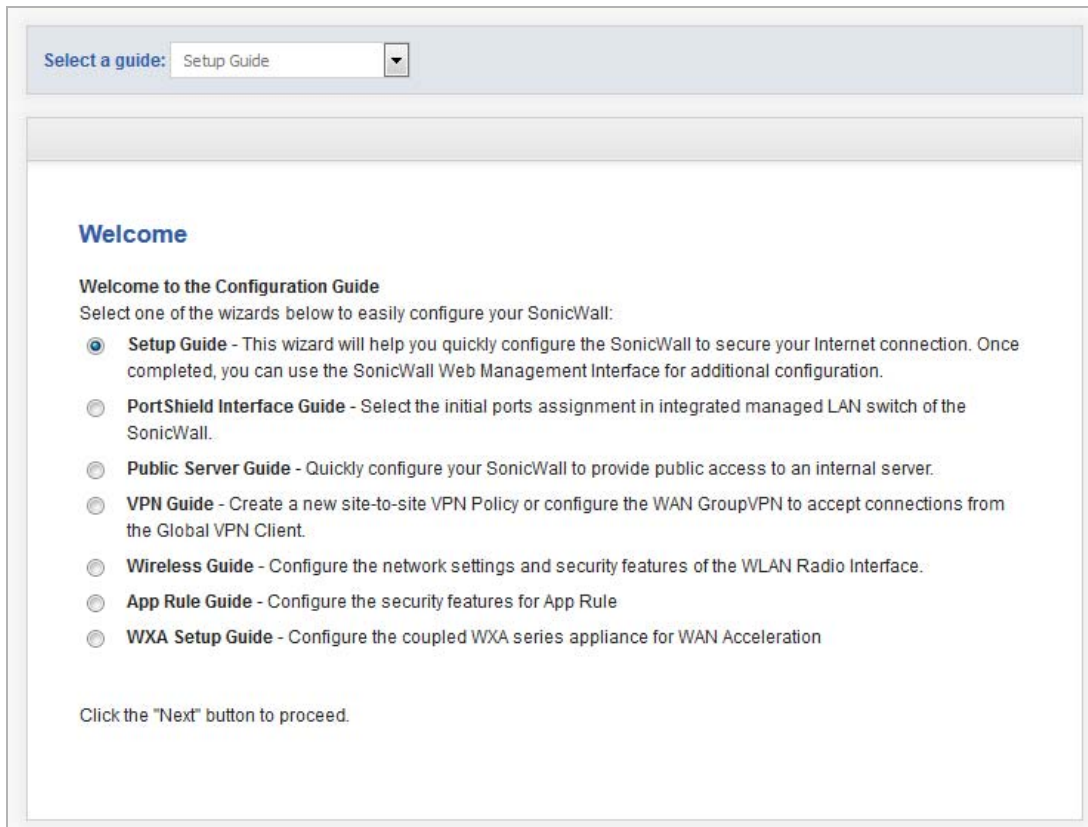 Select a guide: Setup Guide
Welcome
Welcome to the Configuration Guide
Select one of the wizards below to easily configure your SonicWall:
Setup Guide - This wizard will help you quickly configure the SonicWall to secure your Internet connection. Once
completed, you can use the SonicWall Web Management Interface for additional configuration.
PortShield Interface Guide - Select the initial ports assignment in integrated managed LAN switch of the
SonicWall.
Public Server Guide - Quickly configure your SonicWall to provide public access to an internal server.
VPN Guide - Create a new site-to-site VPN Policy or configure the WAN GroupVPN to accept connections from
the Global VPN Client.
Wireless Guide - Configure the network settings and security features of the WLAN Radio Interface.
App Rule Guide - Configure the security features for App Rule
WXA Setup Guide - Configure the coupled WXA series appliance for WAN Acceleration
Click the "Next" button to proceed.